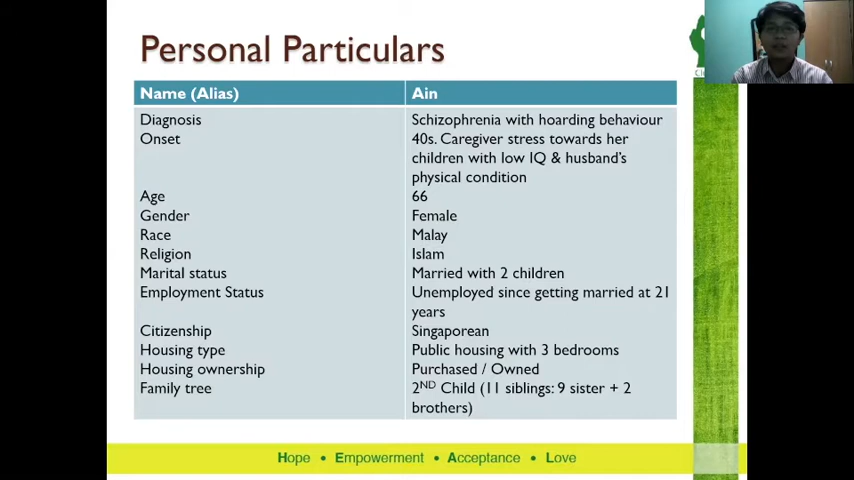 Personal Particulars
Name (Alias) Ain
Diagnosis Schizophrenia with hoarding behaviour
Onset 40s. Caregiver stress towards her
children with low IQ & husband's
physical condition
Age 66
Gender Female
Race Malay
Religion Islam
Marital status Married with 2 children
Employment Status Unemployed since getting married at 21
years
Citizenship Singaporean
Housing type Public housing with 3 bedrooms
Housing ownership Purchased / Owned
Family tree 2ND Child (11 siblings: 9 sister + 2
brothers)
Hope • Empowerment • Acceptance • Love